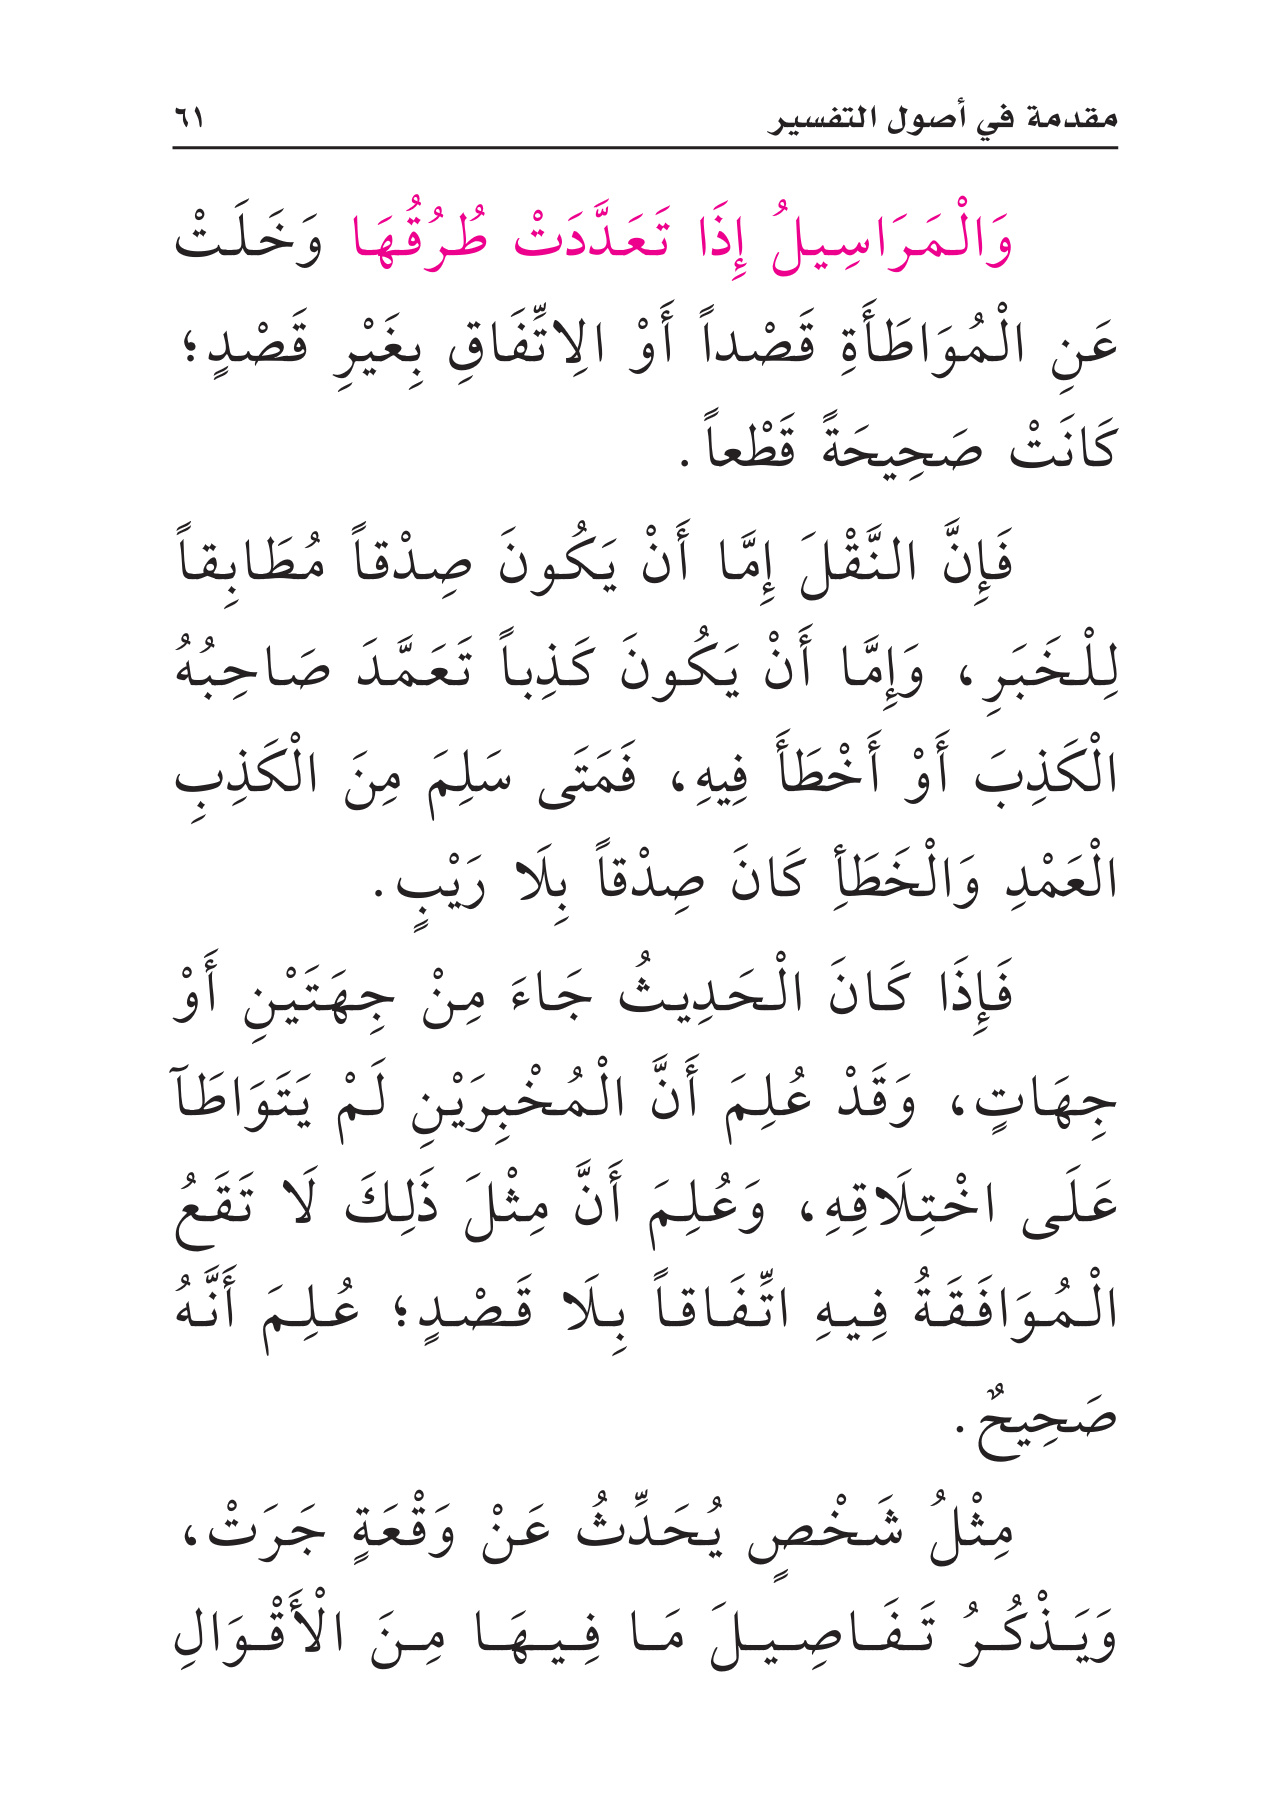 مقدمة في أصول التفسير ٦١
وَالْمَرَاسِيلُ إِذَا تَعَدَّدَتْ طُرُقُهَا وَخَلَتْ
عَنِ الْمُوَاطَأَةِ قَصْداً أَوْ الِاتِّفَاقِ بِغَيْرِ قَصْدٍ؛
كَانَتْ صَحِيحَةً قَطْعاً.
فَإِنَّ النَّقْلَ إِمَّا أَنْ يَكُونَ صِدْقاً مُطَابِقاً
لِلْخَبَرِ، وَإِمَّا أَنْ يَكُونَ كَذِباً تَعَمَّدَ صَاحِبُهُ
الْكَذِبَ أَوْ أَخْطَأَ فِيهِ، فَمَتَى سَلِمَ مِنَ الْكَذِبِ
الْعَمْدِ وَالْخَطَأِ كَانَ صِدْقاً بِلَا رَيْبٍ.
فَإِذَا كَانَ الْحَدِيثُ جَاءَ مِنْ جِهَتَيْنِ أَوْ
جِهَاتٍ، وَقَدْ عُلِمَ أَنَّ الْمُخْبِرَيْنِ لَمْ يَتَوَاطَآ
عَلَى اخْتِلَاقِهِ، وَعُلِمَ أَنَّ مِثْلَ ذَلِكَ لَا تَقَعُ
الْمُوَافَقَةُ فِيهِ اتِّفَاقاً بِلَا قَصْدٍ؛ عُلِمَ أَنَّهُ
صَحِيحٌ.
مِثْلُ شَخْصٍ يُحَدِّثُ عَنْ وَقْعَةٍ جَرَتْ،
وَيَذْكُرُ تَفَاصِيلَ مَا فِيهَا مِنَ الْأَقْوَالِ